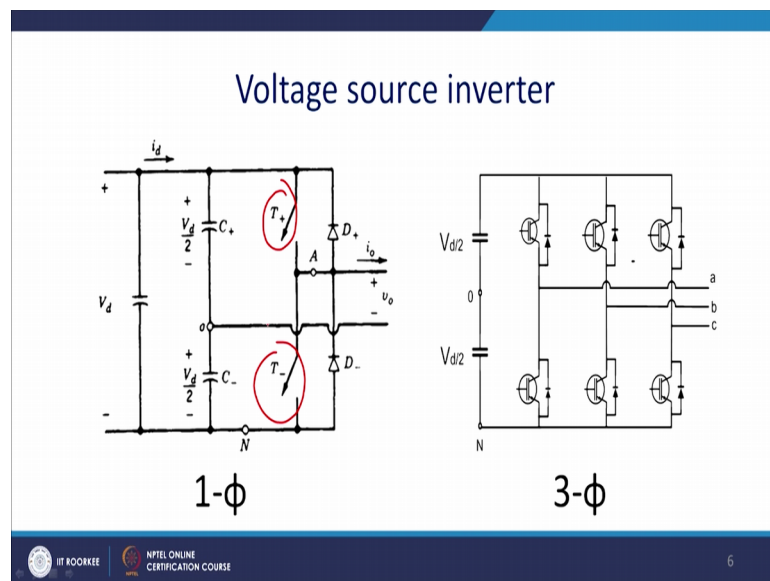 Voltage source inverter
i_d
+
V_d
-
+
V_d/2
-
C_+
o
+
V_d/2
-
C_-
N
T_+
T_-
A
D_+
D_-
i_o
+
v_o
-
1-ф
V_d/2
0
V_d/2
N
a
b
c
3-ф
IIT ROORKEE
NPTEL ONLINE
CERTIFICATION COURSE
6